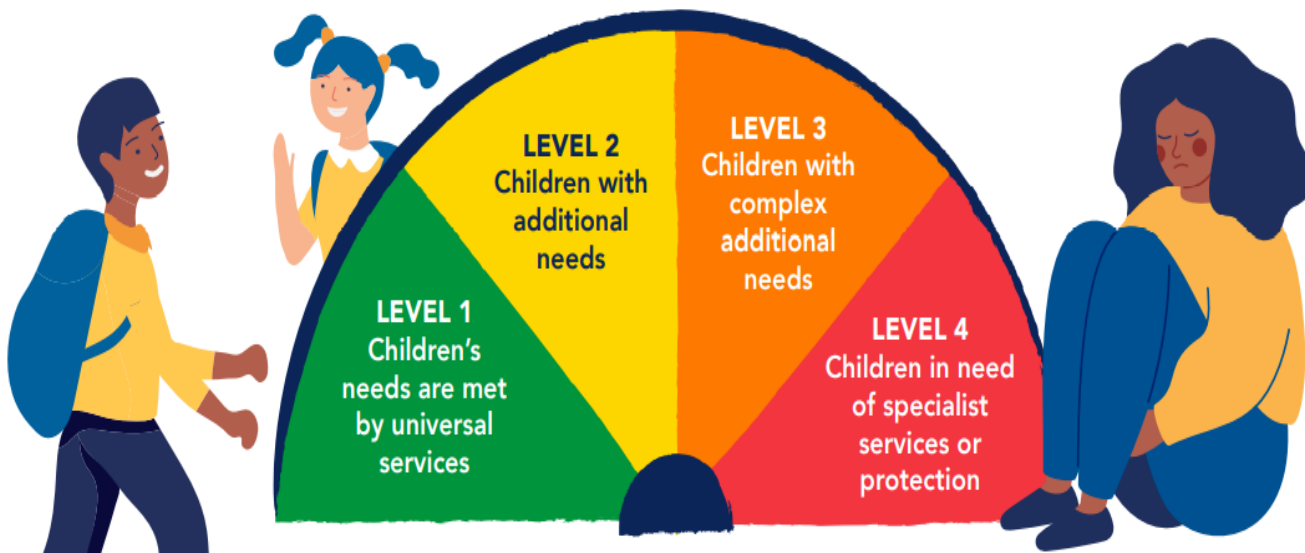 LEVEL 1
Children's
needs are met
by universal
services
LEVEL 2
Children with
additional
needs
LEVEL 3
Children with
complex
additional
needs
LEVEL 4
Children in need
of specialist
services or
protection